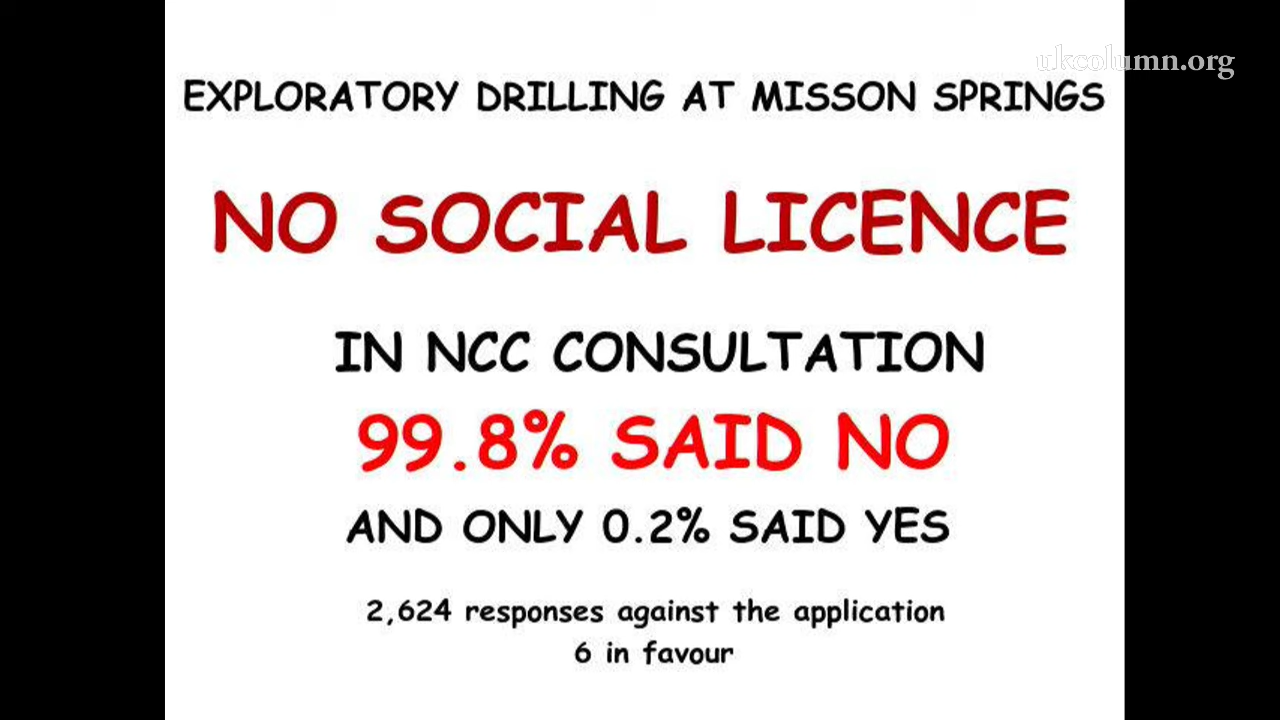 ukcolumn.org
EXPLORATORY DRILLING AT MISSON SPRINGS
NO SOCIAL LICENCE
IN NCC CONSULTATION
99.8% SAID NO
AND ONLY 0.2% SAID YES
2,624 responses against the application
6 in favour